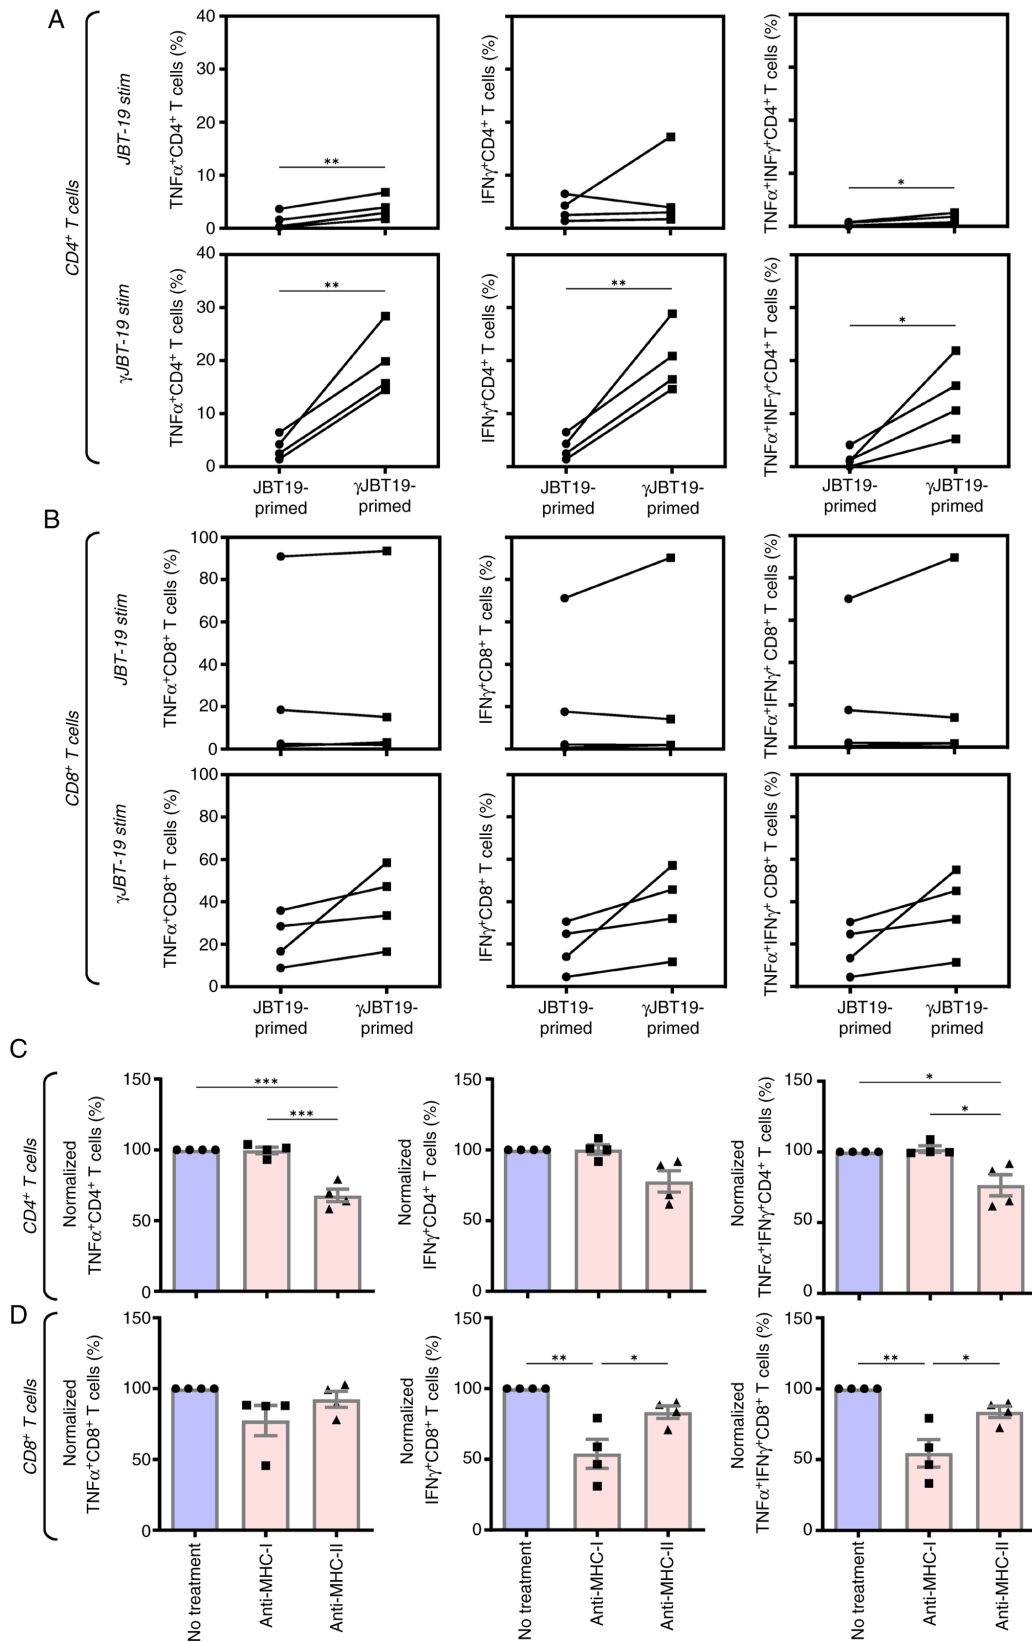 A
CD4⁺ T cells
JBT-19 stim
TNFα⁺CD4⁺ T cells (%)
40
30
20
10
0
**
IFNγ⁺CD4⁺ T cells (%)
TNFα⁺INFγ⁺CD4⁺ T cells (%)
*
γJBT-19 stim
TNFα⁺CD4⁺ T cells (%)
40
30
20
10
0
**
IFNγ⁺CD4⁺ T cells (%)
**
TNFα⁺INFγ⁺CD4⁺ T cells (%)
*
JBT19-
primed
γJBT19-
primed
JBT19-
primed
γJBT19-
primed
JBT19-
primed
γJBT19-
primed
B
CD8⁺ T cells
JBT-19 stim
TNFα⁺CD8⁺ T cells (%)
100
80
60
40
20
0
IFNγ⁺CD8⁺ T cells (%)
TNFα⁺IFNγ⁺ CD8⁺ T cells (%)
γJBT-19 stim
TNFα⁺CD8⁺ T cells (%)
100
80
60
40
20
0
IFNγ⁺CD8⁺ T cells (%)
TNFα⁺IFNγ⁺ CD8⁺ T cells (%)
JBT19-
primed
γJBT19-
primed
JBT19-
primed
γJBT19-
primed
JBT19-
primed
γJBT19-
primed
C
CD4⁺ T cells
Normalized
TNFα⁺CD4⁺ T cells (%)
150
100
50
0
***
***
Normalized
IFNγ⁺CD4⁺ T cells (%)
150
100
50
0
Normalized
TNFα⁺IFNγ⁺CD4⁺ T cells (%)
150
100
50
0
*
*
D
CD8⁺ T cells
Normalized
TNFα⁺CD8⁺ T cells (%)
150
100
50
0
Normalized
IFNγ⁺CD8⁺ T cells (%)
150
100
50
0
**
*
Normalized
TNFα⁺IFNγ⁺CD8⁺ T cells (%)
150
100
50
0
**
*
No treatment
Anti-MHC-I
Anti-MHC-II
No treatment
Anti-MHC-I
Anti-MHC-II
No treatment
Anti-MHC-I
Anti-MHC-II